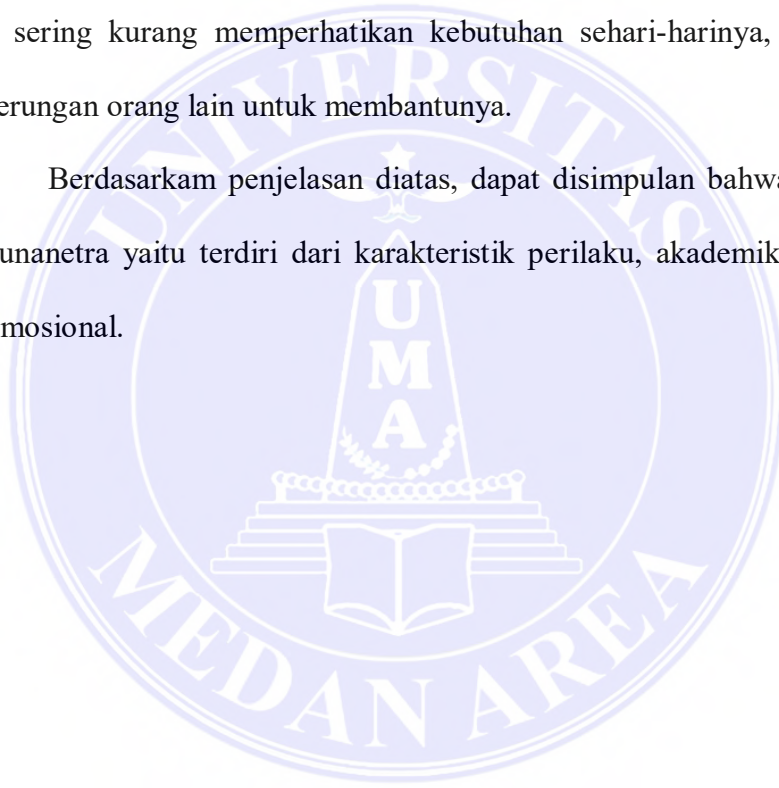 sering kurang memperhatikan kebutuhan sehari-harinya,
erungan orang lain untuk membantunya.
Berdasarkam penjelasan diatas, dapat disimpulan bahwa
unanetra yaitu terdiri dari karakteristik perilaku, akademik
mosional.
UNIVERSITAS
UMA
MEDAN AREA